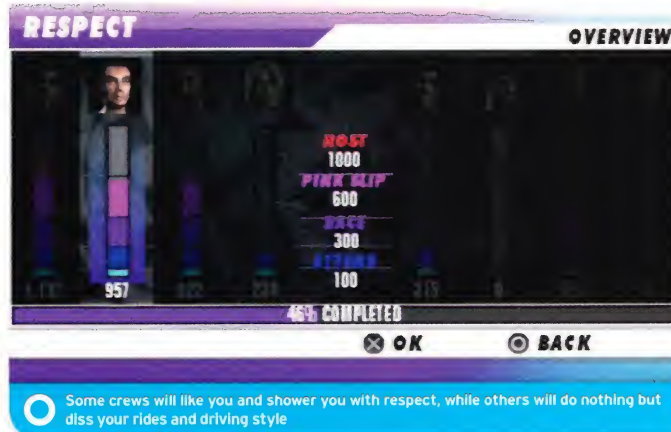 RESPECT
OVERVIEW
HOST
1000
PINK SLIP
600
RACE
300
ATTEND
100
957
46% COMPLETED
OK
BACK
Some crews will like you and shower you with respect, while others will do nothing but
diss your rides and driving style